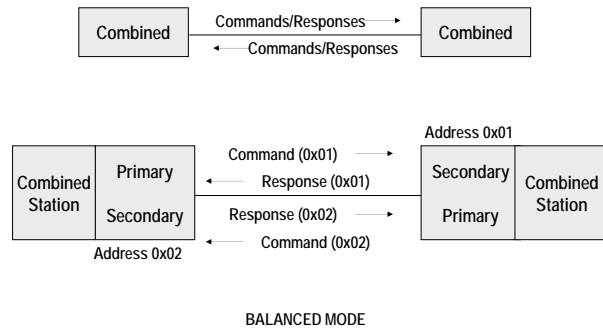 Commands/Responses
Combined
Combined
Commands/Responses
Address 0x01
Command (0x01)
Combined
Station
Primary
Secondary
Response (0x01)
Response (0x02)
Secondary
Primary
Combined
Station
Command (0x02)
Address 0x02
BALANCED MODE